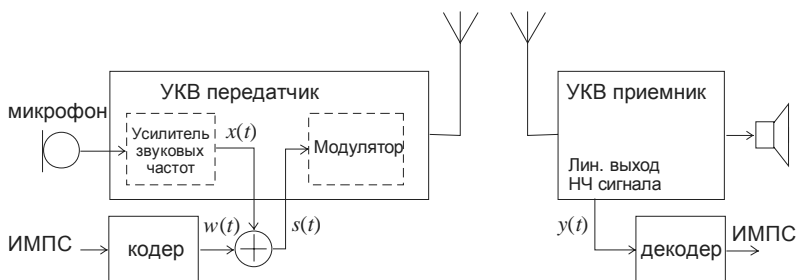 УКВ передатчик
УКВ приемник
микрофон
Усилитель
звуковых
частот
x(t)
Модулятор
Лин. выход
НЧ сигнала
ИМПС
кодер
w(t)
s(t)
y(t)
декодер
ИМПС